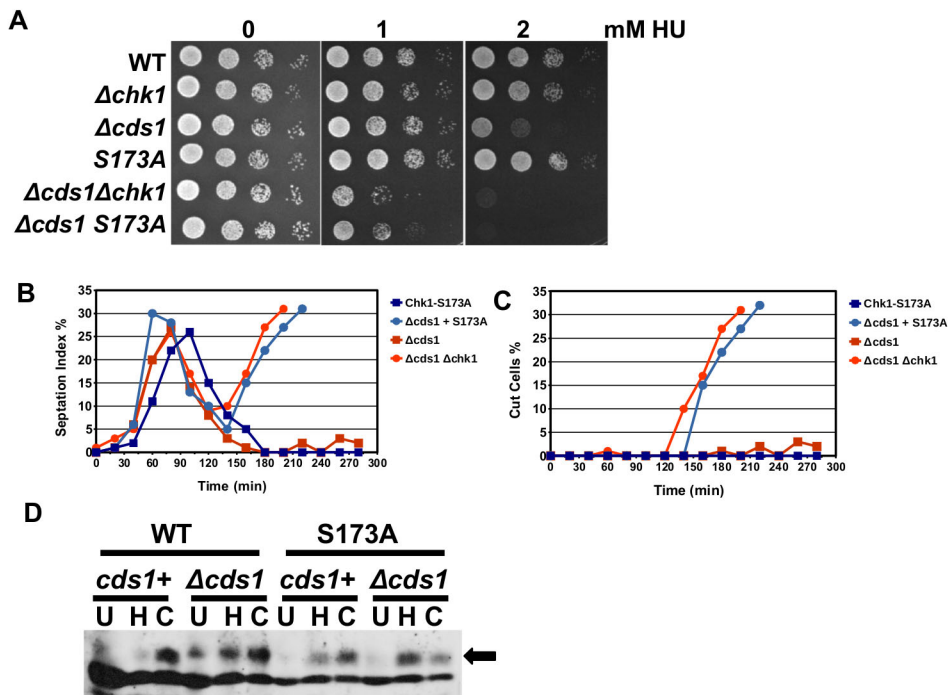 A
0 1 2 mM HU
WT
Δchk1
Δcds1
S173A
Δcds1Δchk1
Δcds1 S173A
B
Septation Index %
35
30
25
20
15
10
5
0
0 30 60 90 120 150 180 210 240 270 300
Time (min)
Chk1-S173A
Δcds1 + S173A
Δcds1
Δcds1 Δchk1
C
Cut Cells %
35
30
25
20
15
10
5
0
0 30 60 90 120 150 180 210 240 270 300
Time (min)
Chk1-S173A
Δcds1 + S173A
Δcds1
Δcds1 Δchk1
D
WT S173A
cds1+ Δcds1 cds1+ Δcds1
U H C U H C U H C U H C